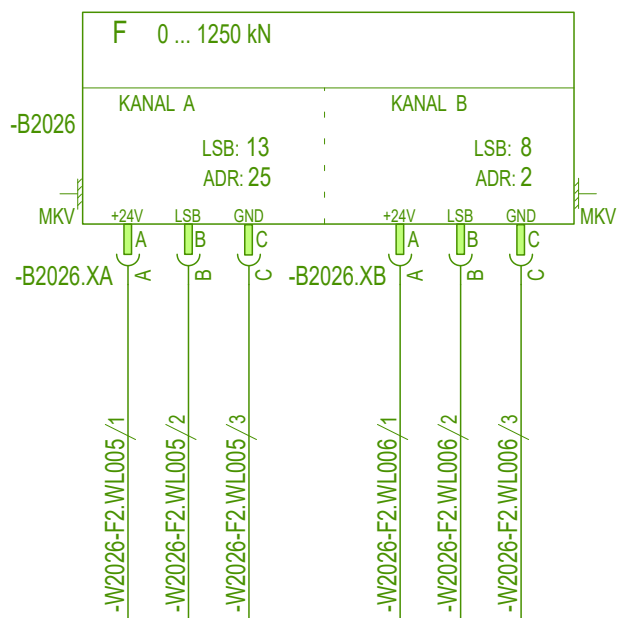 F 0 ... 1250 kN
KANAL A
KANAL B
-B2026
LSB: 13
LSB: 8
ADR: 25
ADR: 2
MKV
MKV
+24V LSB GND
+24V LSB GND
A B C
A B C
-B2026.XA A B C
-B2026.XB A B C
-W2026-F2.WL005/1
-W2026-F2.WL005/2
-W2026-F2.WL005/3
-W2026-F2.WL006/1
-W2026-F2.WL006/2
-W2026-F2.WL006/3